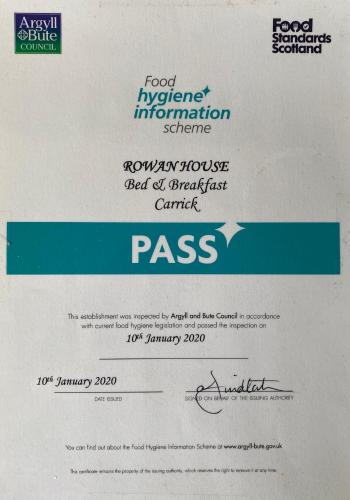 Argyll
&Bute
COUNCIL
Food
Standards
Scotland
Food
hygiene
information
scheme
ROWAN HOUSE
Bed & Breakfast
Carrick
PASS
This establishment was inspected by Argyll and Bute Council in accordance
with current food hygiene legislation and passed the inspection on
10th January 2020
10th January 2020
DATE ISSUED
SIGNED ON BEHALF OF THE ISSUING AUTHORITY
You can find out about the Food Hygiene Information Scheme at www.argyll-bute.gov.uk
This certificate remains the property of the issuing authority, which reserves the right to remove it at any time.